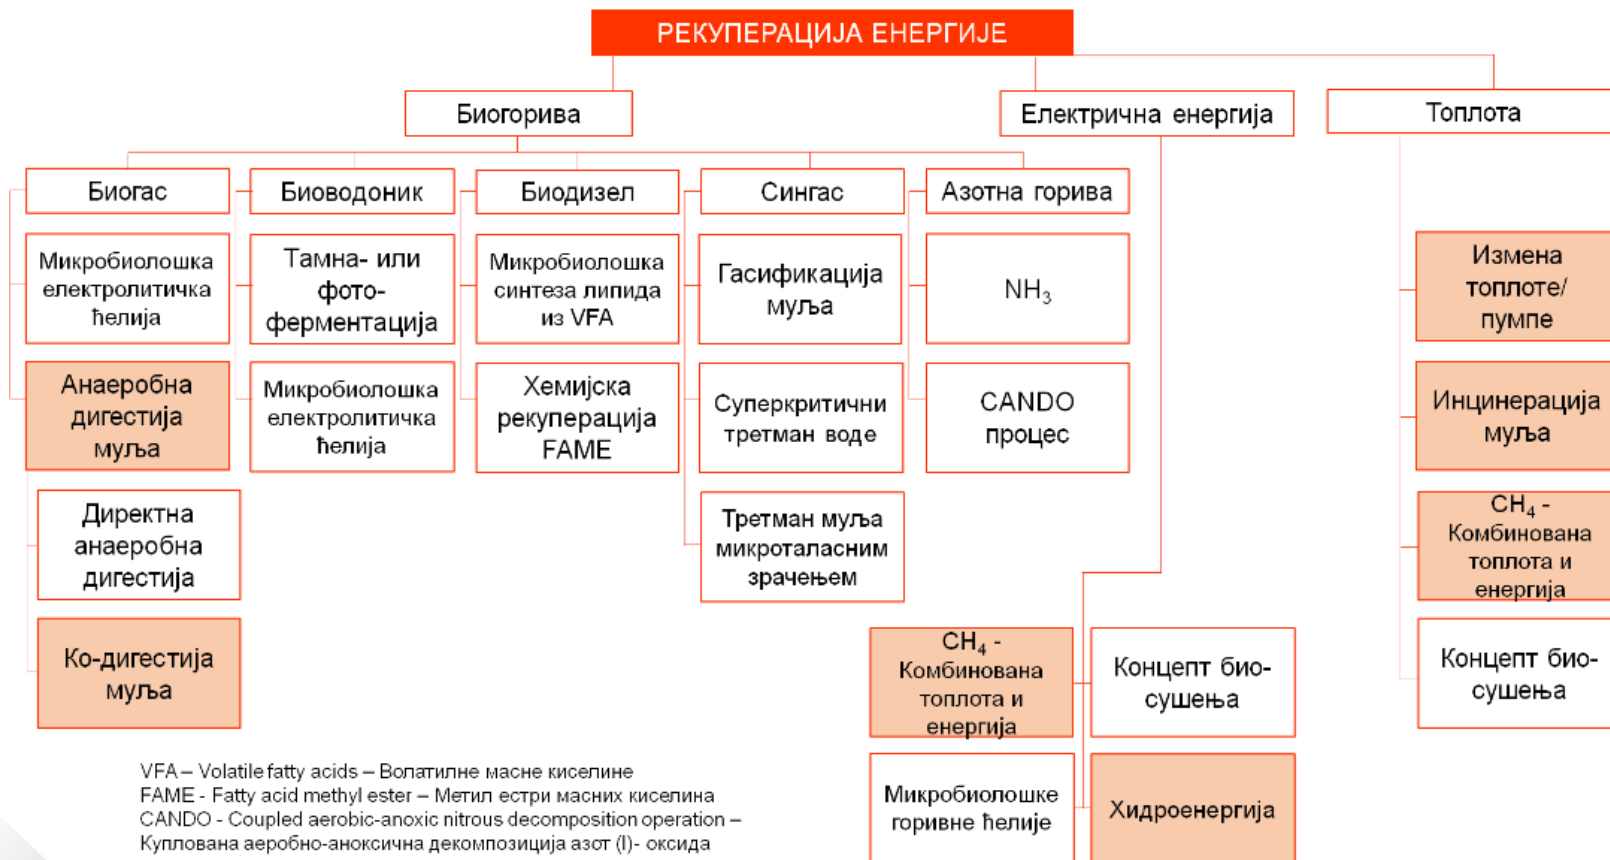 РЕКУПЕРАЦИЈА ЕНЕРГИЈЕ
Биогорива
Електрична енергија
Топлота
Биогас
Биоводоник
Биодизел
Сингас
Азотна горива
Микробиолошка
електролитичка
ћелија
Тамна- или
фото-
ферментација
Микробиолошка
синтеза липида
из VFA
Гасификација
муља
NH₃
Измена
топлоте/
пумпе
Анаеробна
дигестија
муља
Микробиолошка
електролитичка
ћелија
Хемијска
рекуперација
FAME
Суперкритични
третман воде
CANDO
процес
Инцинерација
муља
Директна
анаеробна
дигестија
Третман муља
микроталасним
зрачењем
CH₄ -
Комбинована
топлота и
енергија
Ко-дигестија
муља
CH₄ -
Комбинована
топлота и
енергија
Концепт био-
сушења
Концепт био-
сушења
Микробиолошке
горивне ћелије
Хидроенергија
VFA – Volatile fatty acids – Волатилне масне киселине
FAME - Fatty acid methyl ester – Метил естри масних киселина
CANDO - Coupled aerobic-anoxic nitrous decomposition operation –
Куплована аеробно-аноксична декомпозиција азот (I)- оксида